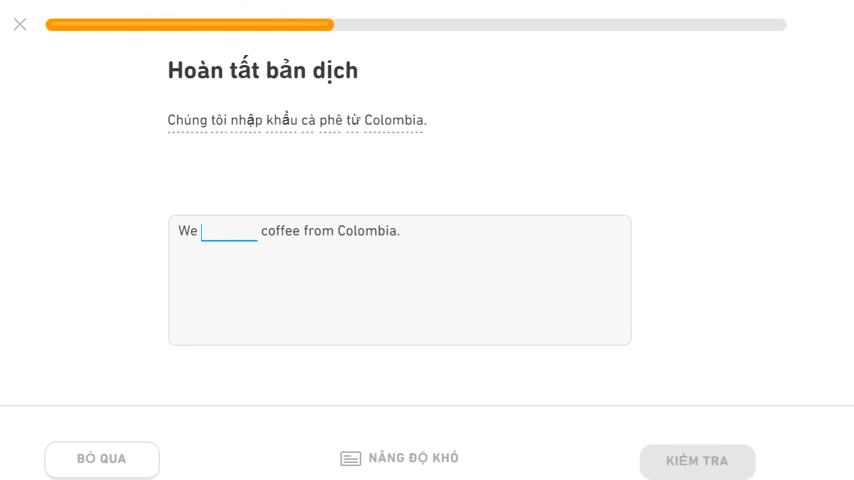 Hoàn tất bản dịch
Chúng tôi nhập khẩu cà phê từ Colombia.
We ______ coffee from Colombia.
BỎ QUA
NÂNG ĐỘ KHÓ
KIỂM TRA